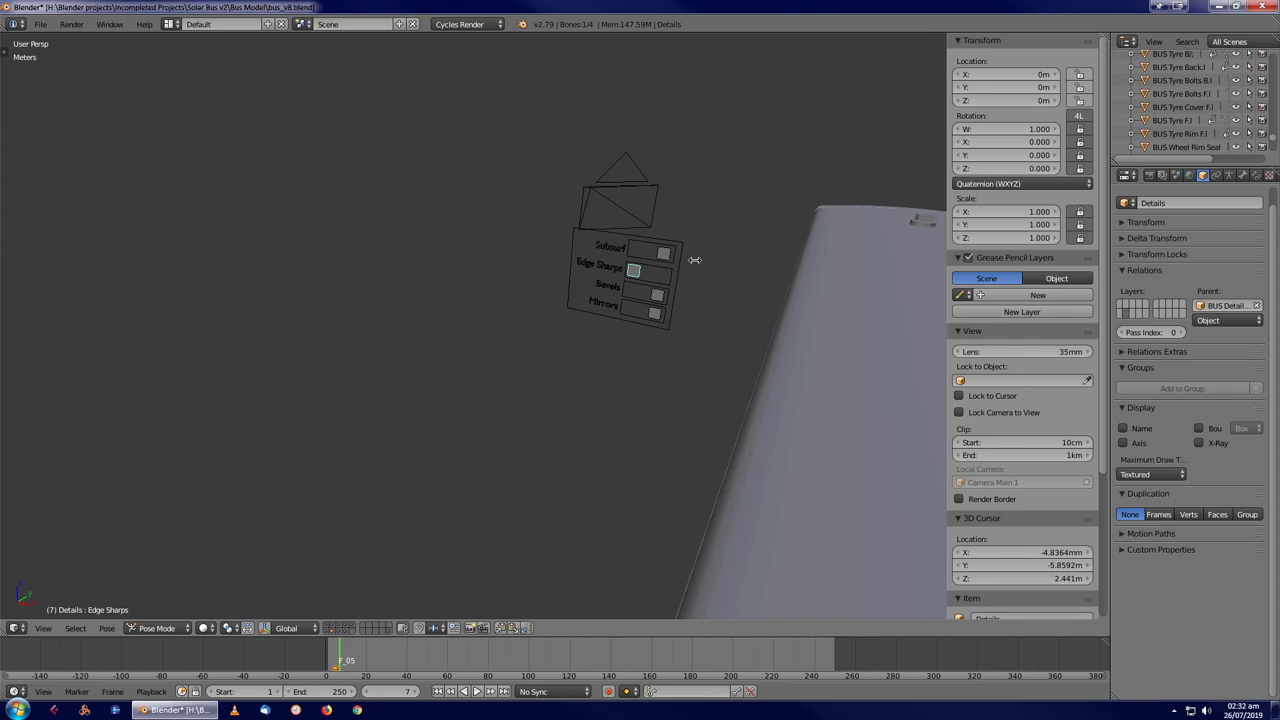 Blender* [H:\Blender projects\Incompleted Projects\Solar Bus v2\Bus Model\bus_v8.blend]
File Render Window Help Default Scene Cycles Render v2.79 | Bones:1/4 | Mem:147.59M | Details
View Search All Scenes
User Persp
Meters
Subsurf
Edge Sharps
Bevels
Mirrors
(7) Details : Edge Sharps
Transform
Location:
X: 0m
Y: 0m
Z: 0m
Rotation: 4L
W: 1.000
X: 0.000
Y: 0.000
Z: 0.000
Quaternion (WXYZ)
Scale:
X: 1.000
Y: 1.000
Z: 1.000
Grease Pencil Layers
Scene Object
New
New Layer
View
Lens: 35mm
Lock to Object:
Lock to Cursor
Lock Camera to View
Clip:
Start: 10cm
End: 1km
Local Camera:
Camera Main 1
Render Border
3D Cursor
Location:
X: -4.8364mm
Y: -5.8592m
Z: 2.441m
Item
Details
BUS Tyre B/
BUS Tyre Back.l
BUS Tyre Bolts B.l
BUS Tyre Bolts F.l
BUS Tyre Cover F.l
BUS Tyre F.l
BUS Tyre Rim F.l
BUS Wheel Rim Seal
Details
Transform
Delta Transform
Transform Locks
Relations
Layers: Parent:
BUS Detail..
Pass Index: 0 Object
Relations Extras
Groups
Add to Group
Display
Name Bou Box
Axis X-Ray
Maximum Draw T...
Textured
Duplication
None Frames Verts Faces Group
Motion Paths
Custom Properties
View Select Pose Pose Mode Global
F_05
-140 -120 -100 -80 -60 -40 -20 0 20 40 60 80 100 120 140 160 180 200 220 240 260 280 300 320 340 360 380
View Marker Frame Playback Start: 1 End: 250 7 No Sync
Blender* [H:\B...
02:32 am
26/07/2019